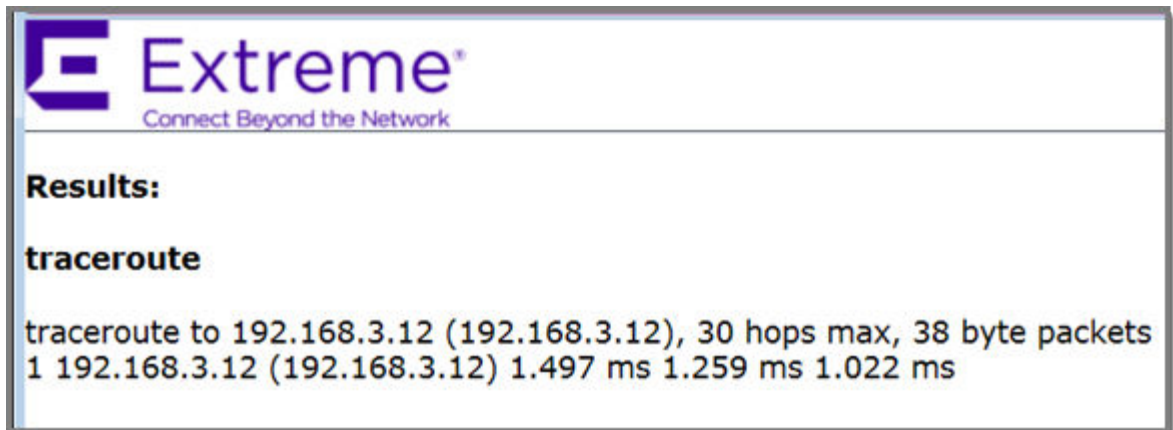 Extreme®
Connect Beyond the Network
Results:
traceroute
traceroute to 192.168.3.12 (192.168.3.12), 30 hops max, 38 byte packets
1 192.168.3.12 (192.168.3.12) 1.497 ms 1.259 ms 1.022 ms